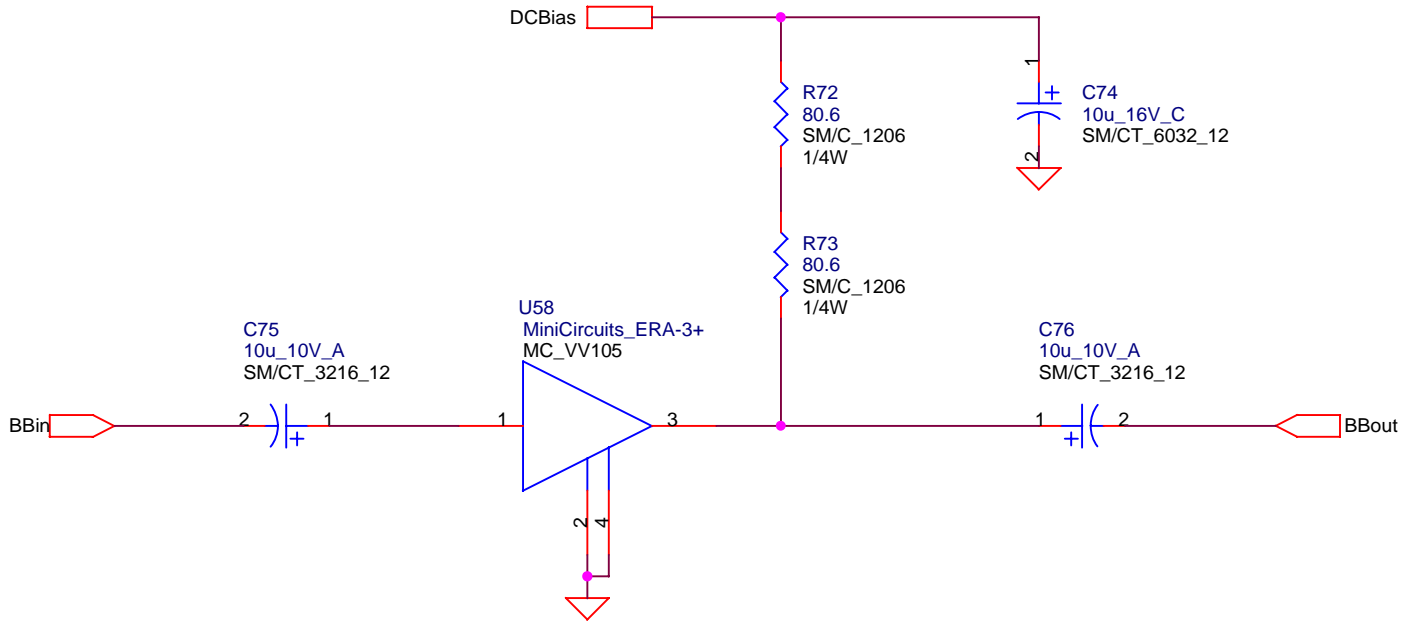 DCBias
1
R72
80.6
SM/C_1206
1/4W
C74
10u_16V_C
SM/CT_6032_12
2
R73
80.6
SM/C_1206
1/4W
U58
MiniCircuits_ERA-3+
MC_VV105
C75
10u_10V_A
SM/CT_3216_12
C76
10u_10V_A
SM/CT_3216_12
BBin
2
1
1
3
1
2
BBout
2
4